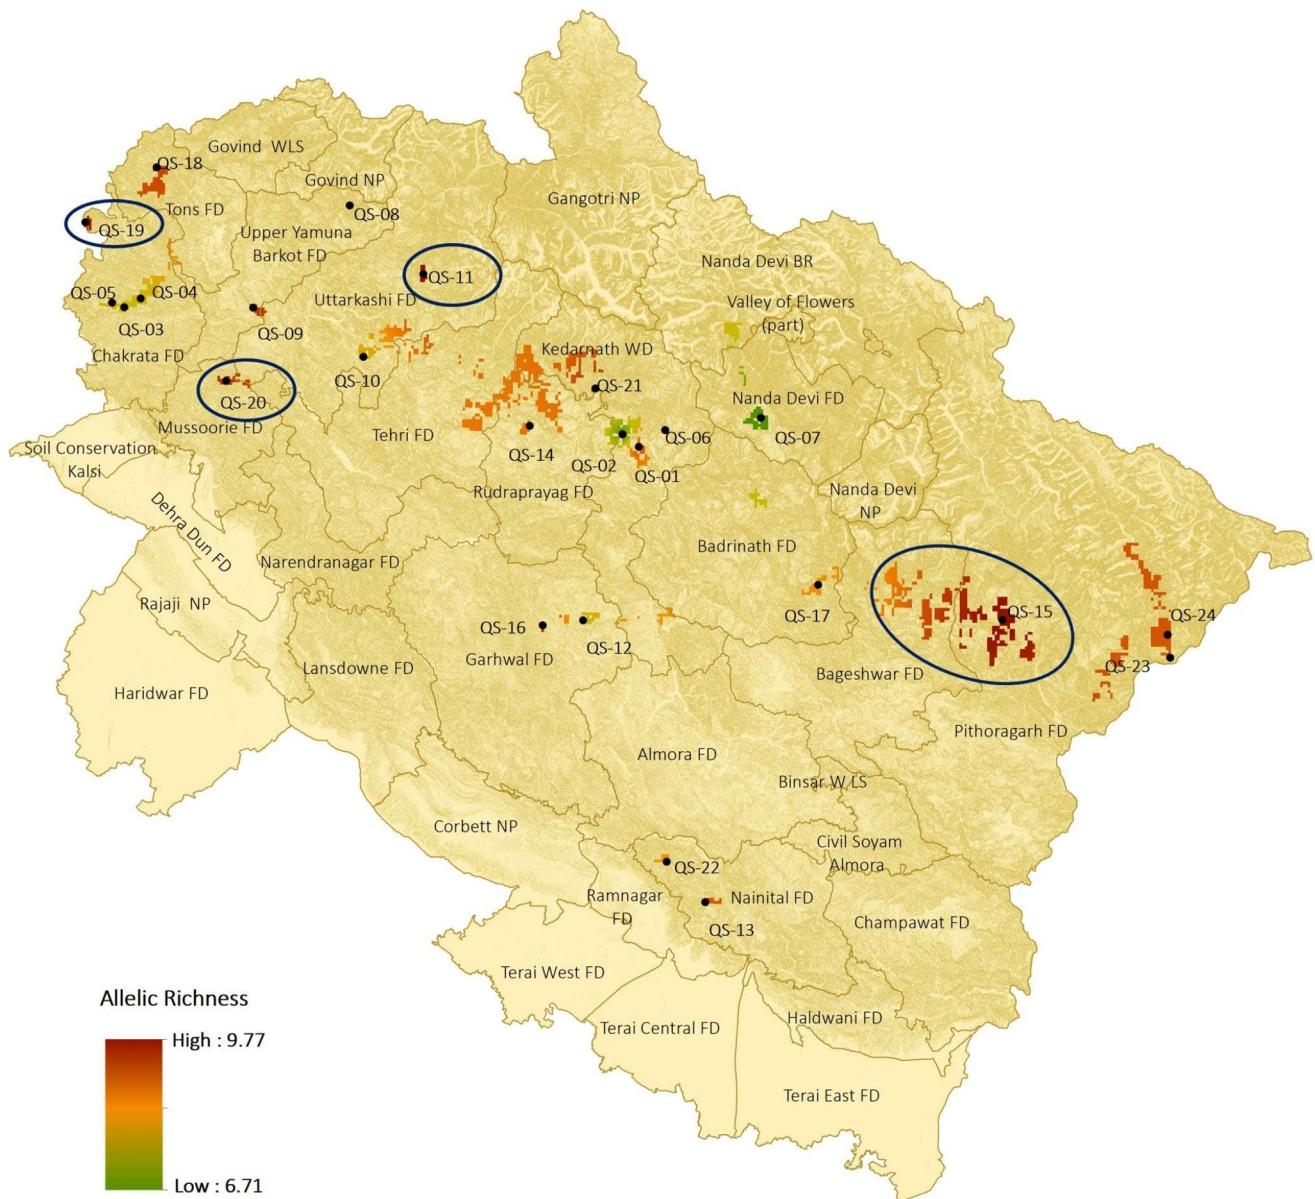 Govind WLS
QS-18
Govind NP
Gangotri NP
Tons FD
QS-08
QS-19
Upper Yamuna
Barkot FD
Nanda Devi BR
QS-11
QS-05
QS-04
Uttarkashi FD
Valley of Flowers
(part)
QS-03
QS-09
Chakrata FD
Kedarnath WD
QS-10
QS-21
QS-20
Nanda Devi FD
Mussoorie FD
Tehri FD
QS-06
QS-07
Soil Conservation
Kalsi
QS-14
QS-02
QS-01
Rudraprayag FD
Nanda Devi
NP
Dehra Dun FD
Badrinath FD
Narendranagar FD
Rajaji NP
QS-17
QS-15
QS-24
QS-16
QS-12
Garhwal FD
Lansdowne FD
QS-23
Bageshwar FD
Haridwar FD
Pithoragarh FD
Almora FD
Binsar W LS
Corbett NP
Civil Soyam
Almora
QS-22
Ramnagar
FD
Nainital FD
QS-13
Champawat FD
Terai West FD
Allelic Richness
Haldwani FD
Terai Central FD
High : 9.77
Terai East FD
Low : 6.71